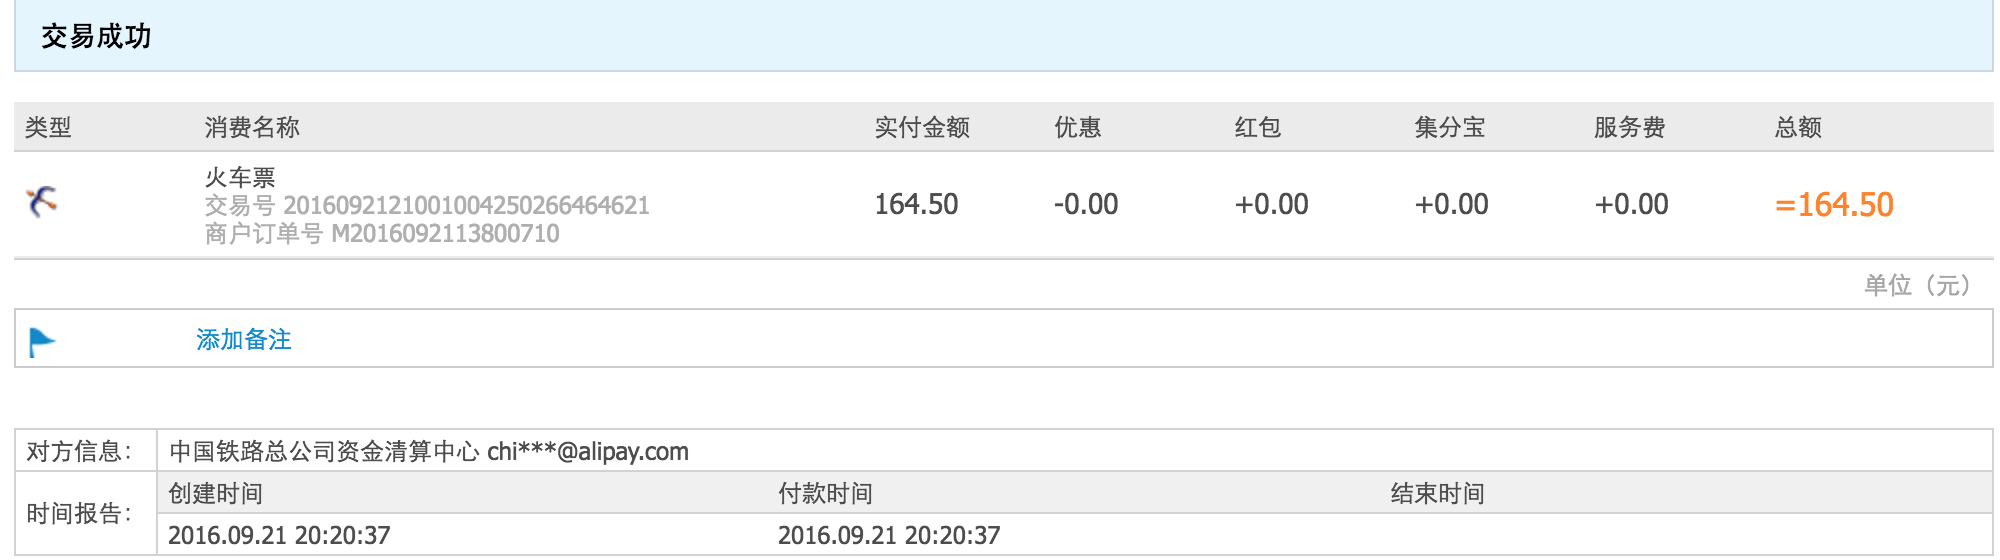 交易成功
类型 消费名称 实付金额 优惠 红包 集分宝 服务费 总额
火车票
交易号 2016092121001004250266464621
商户订单号 M2016092113800710
164.50 -0.00 +0.00 +0.00 +0.00 =164.50
单位（元）
添加备注
对方信息： 中国铁路总公司资金清算中心 chi***@alipay.com
时间报告： 创建时间 付款时间 结束时间
2016.09.21 20:20:37 2016.09.21 20:20:37